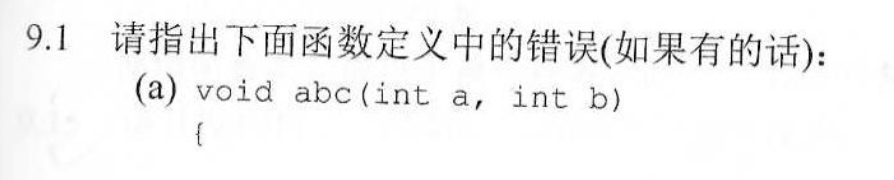 9.1 请指出下面函数定义中的错误(如果有的话):
(a) void abc(int a, int b)
{